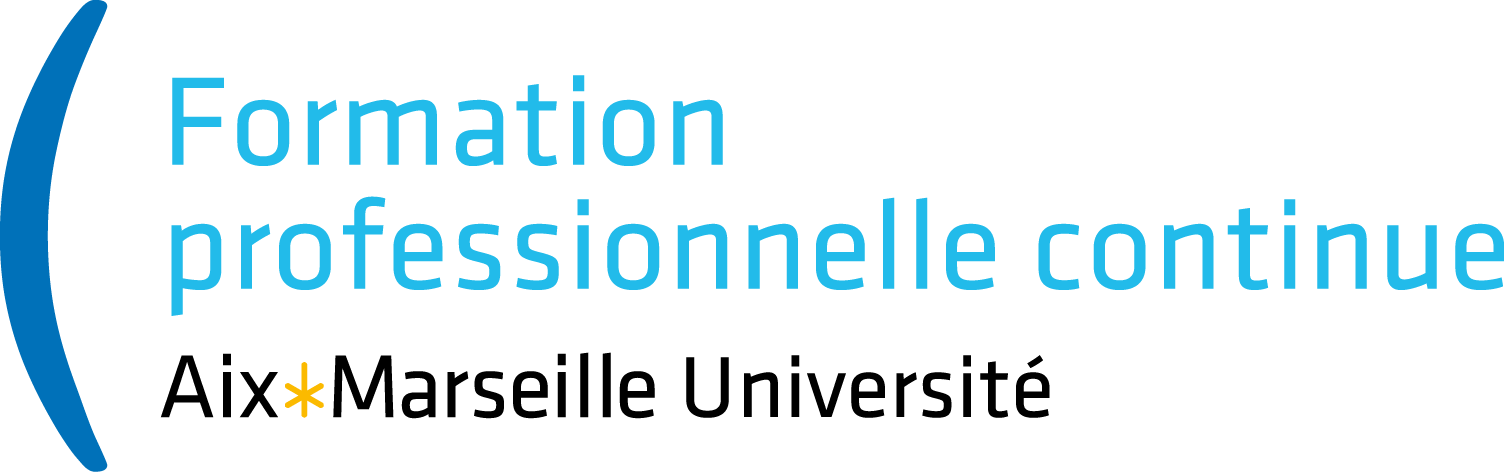 Formation
professionnelle continue
Aix*Marseille Université